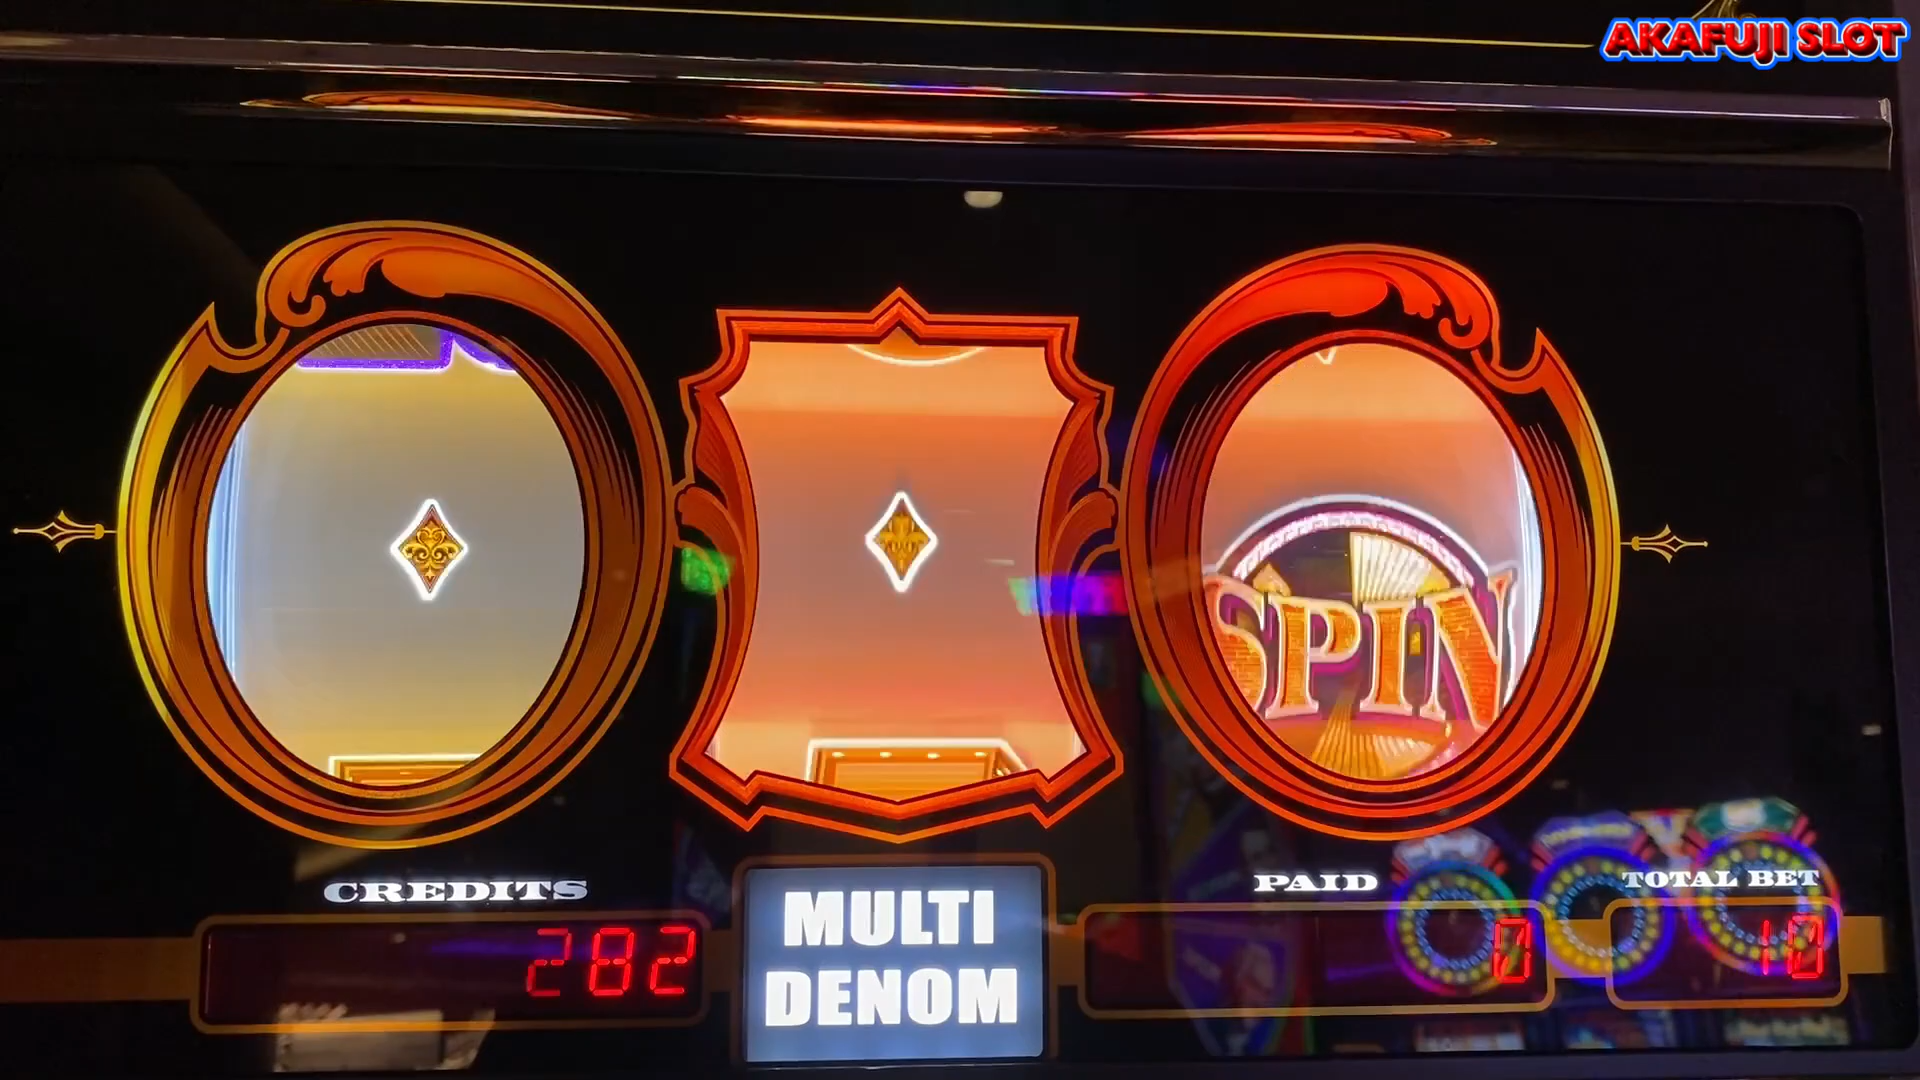 AKAFUJI SLOT
SPIN
CREDITS
PAID
TOTAL BET
282
MULTI
DENOM
0
10